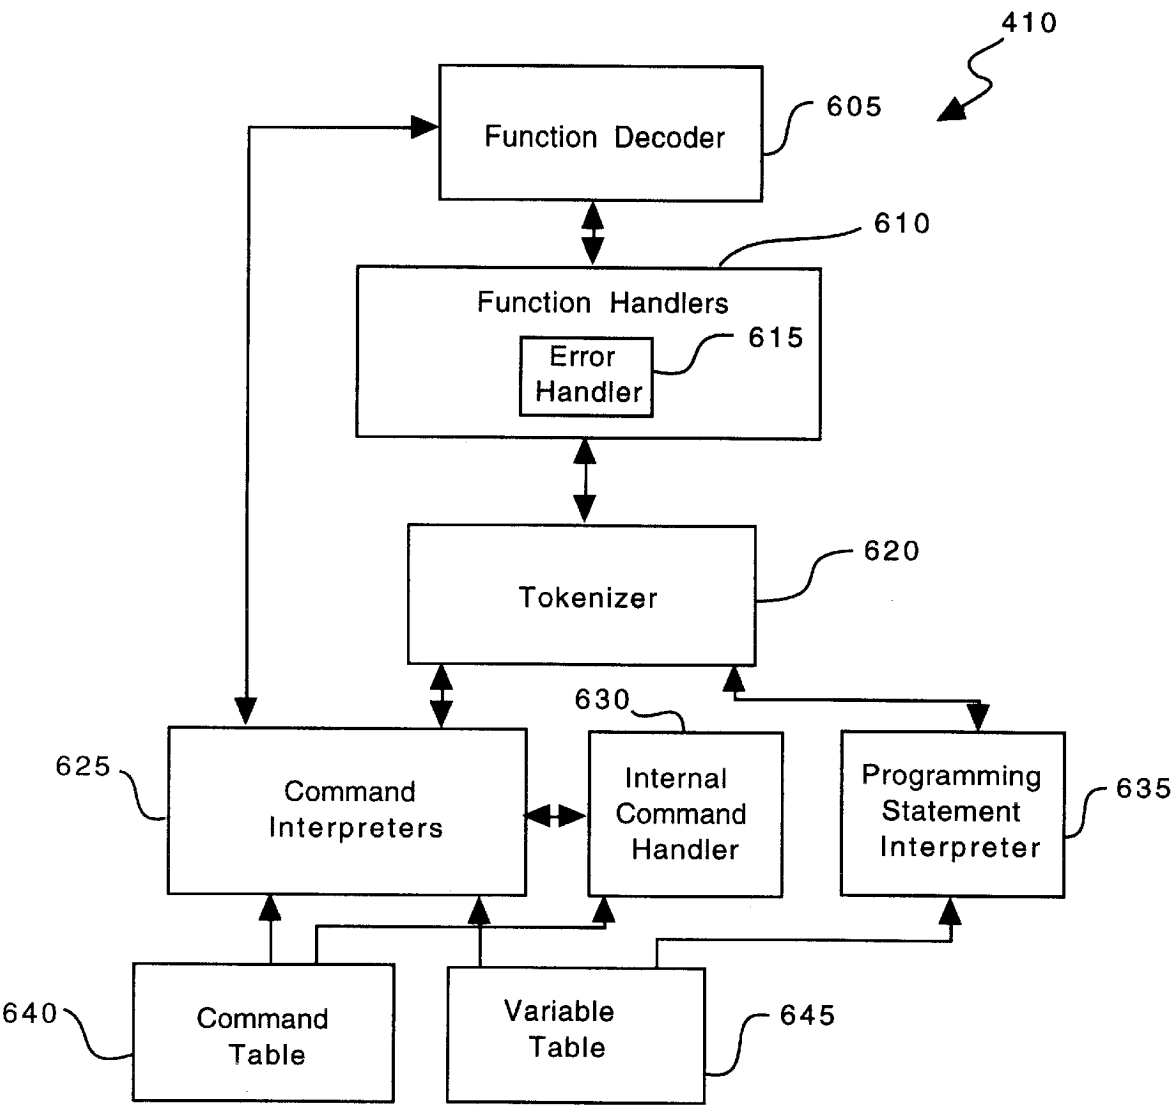 410
Function Decoder
605
610
Function Handlers
615
Error
Handler
620
Tokenizer
630
625
Command
Interpreters
Internal
Command
Handler
Programming
Statement
Interpreter
635
640
Command
Table
Variable
Table
645